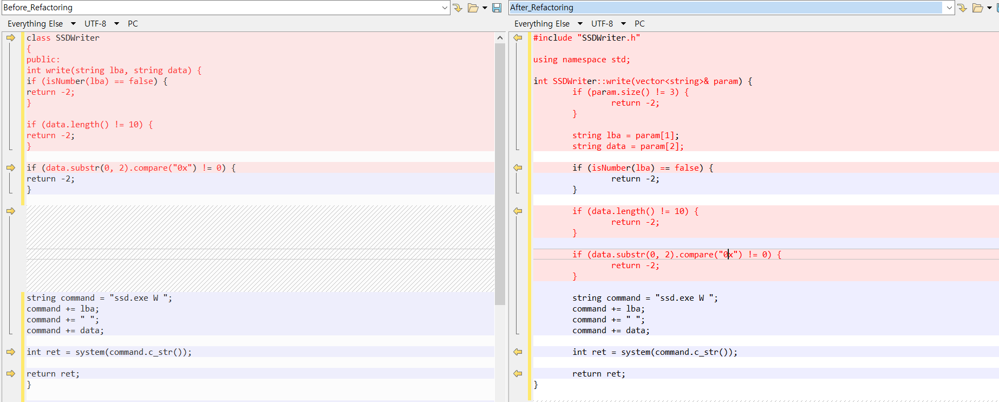 Before_Refactoring
Everything Else UTF-8 PC
class SSDWriter
{
public:
int write(string lba, string data) {
if (isNumber(lba) == false) {
return -2;
}
if (data.length() != 10) {
return -2;
}
if (data.substr(0, 2).compare("0x") != 0) {
return -2;
}
string command = "ssd.exe W ";
command += lba;
command += " ";
command += data;
int ret = system(command.c_str());
return ret;
}
After_Refactoring
Everything Else UTF-8 PC
#include "SSDWriter.h"
using namespace std;
int SSDWriter::write(vector<string>& param) {
if (param.size() != 3) {
return -2;
}
string lba = param[1];
string data = param[2];
if (isNumber(lba) == false) {
return -2;
}
if (data.length() != 10) {
return -2;
}
if (data.substr(0, 2).compare("0x") != 0) {
return -2;
}
string command = "ssd.exe W ";
command += lba;
command += " ";
command += data;
int ret = system(command.c_str());
return ret;
}